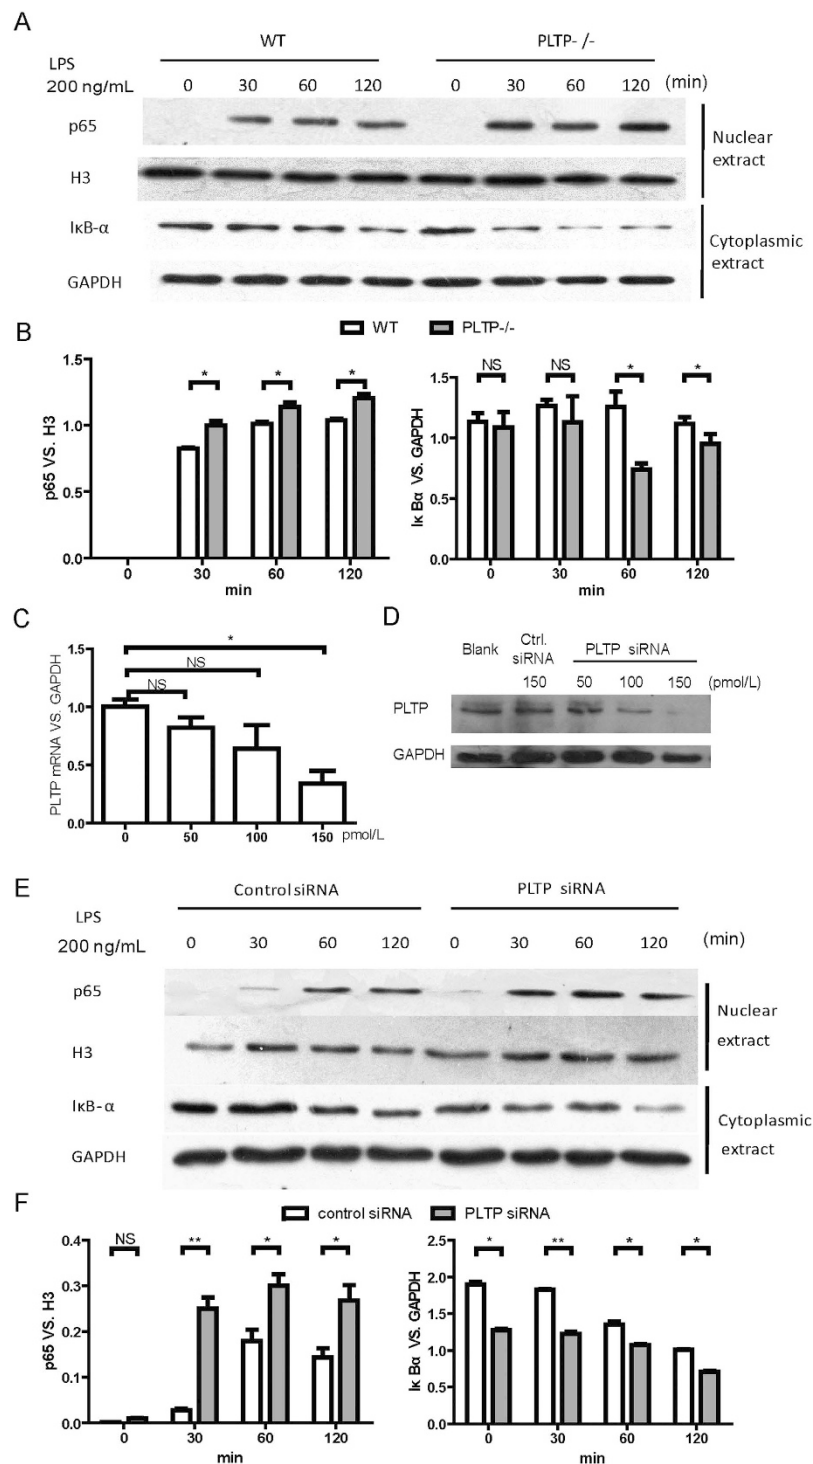 A
WT PLTP- /-
LPS
200 ng/mL 0 30 60 120 0 30 60 120 (min)
p65
H3
Nuclear
extract
IκB-α
GAPDH
Cytoplasmic
extract
B
WT PLTP-/-
p65 VS. H3
1.5
1.0
0.5
0.0
* * *
0 30 60 120
min
Iκ Bα VS. GAPDH
1.5
1.0
0.5
0.0
NS NS * *
0 30 60 120
min
C
PLTP mRNA VS. GAPDH
1.5
1.0
0.5
0.0
*
NS
NS
0 50 100 150 pmol/L
D
Blank Ctrl. siRNA PLTP siRNA
150 50 100 150 (pmol/L)
PLTP
GAPDH
E
Control siRNA PLTP siRNA
LPS
200 ng/mL 0 30 60 120 0 30 60 120 (min)
p65
H3
Nuclear
extract
IκB-α
GAPDH
Cytoplasmic
extract
F
control siRNA PLTP siRNA
p65 VS. H3
0.4
0.3
0.2
0.1
0.0
NS ** * *
0 30 60 120
min
Iκ Bα VS. GAPDH
2.5
2.0
1.5
1.0
0.5
0.0
* ** * *
0 30 60 120
min